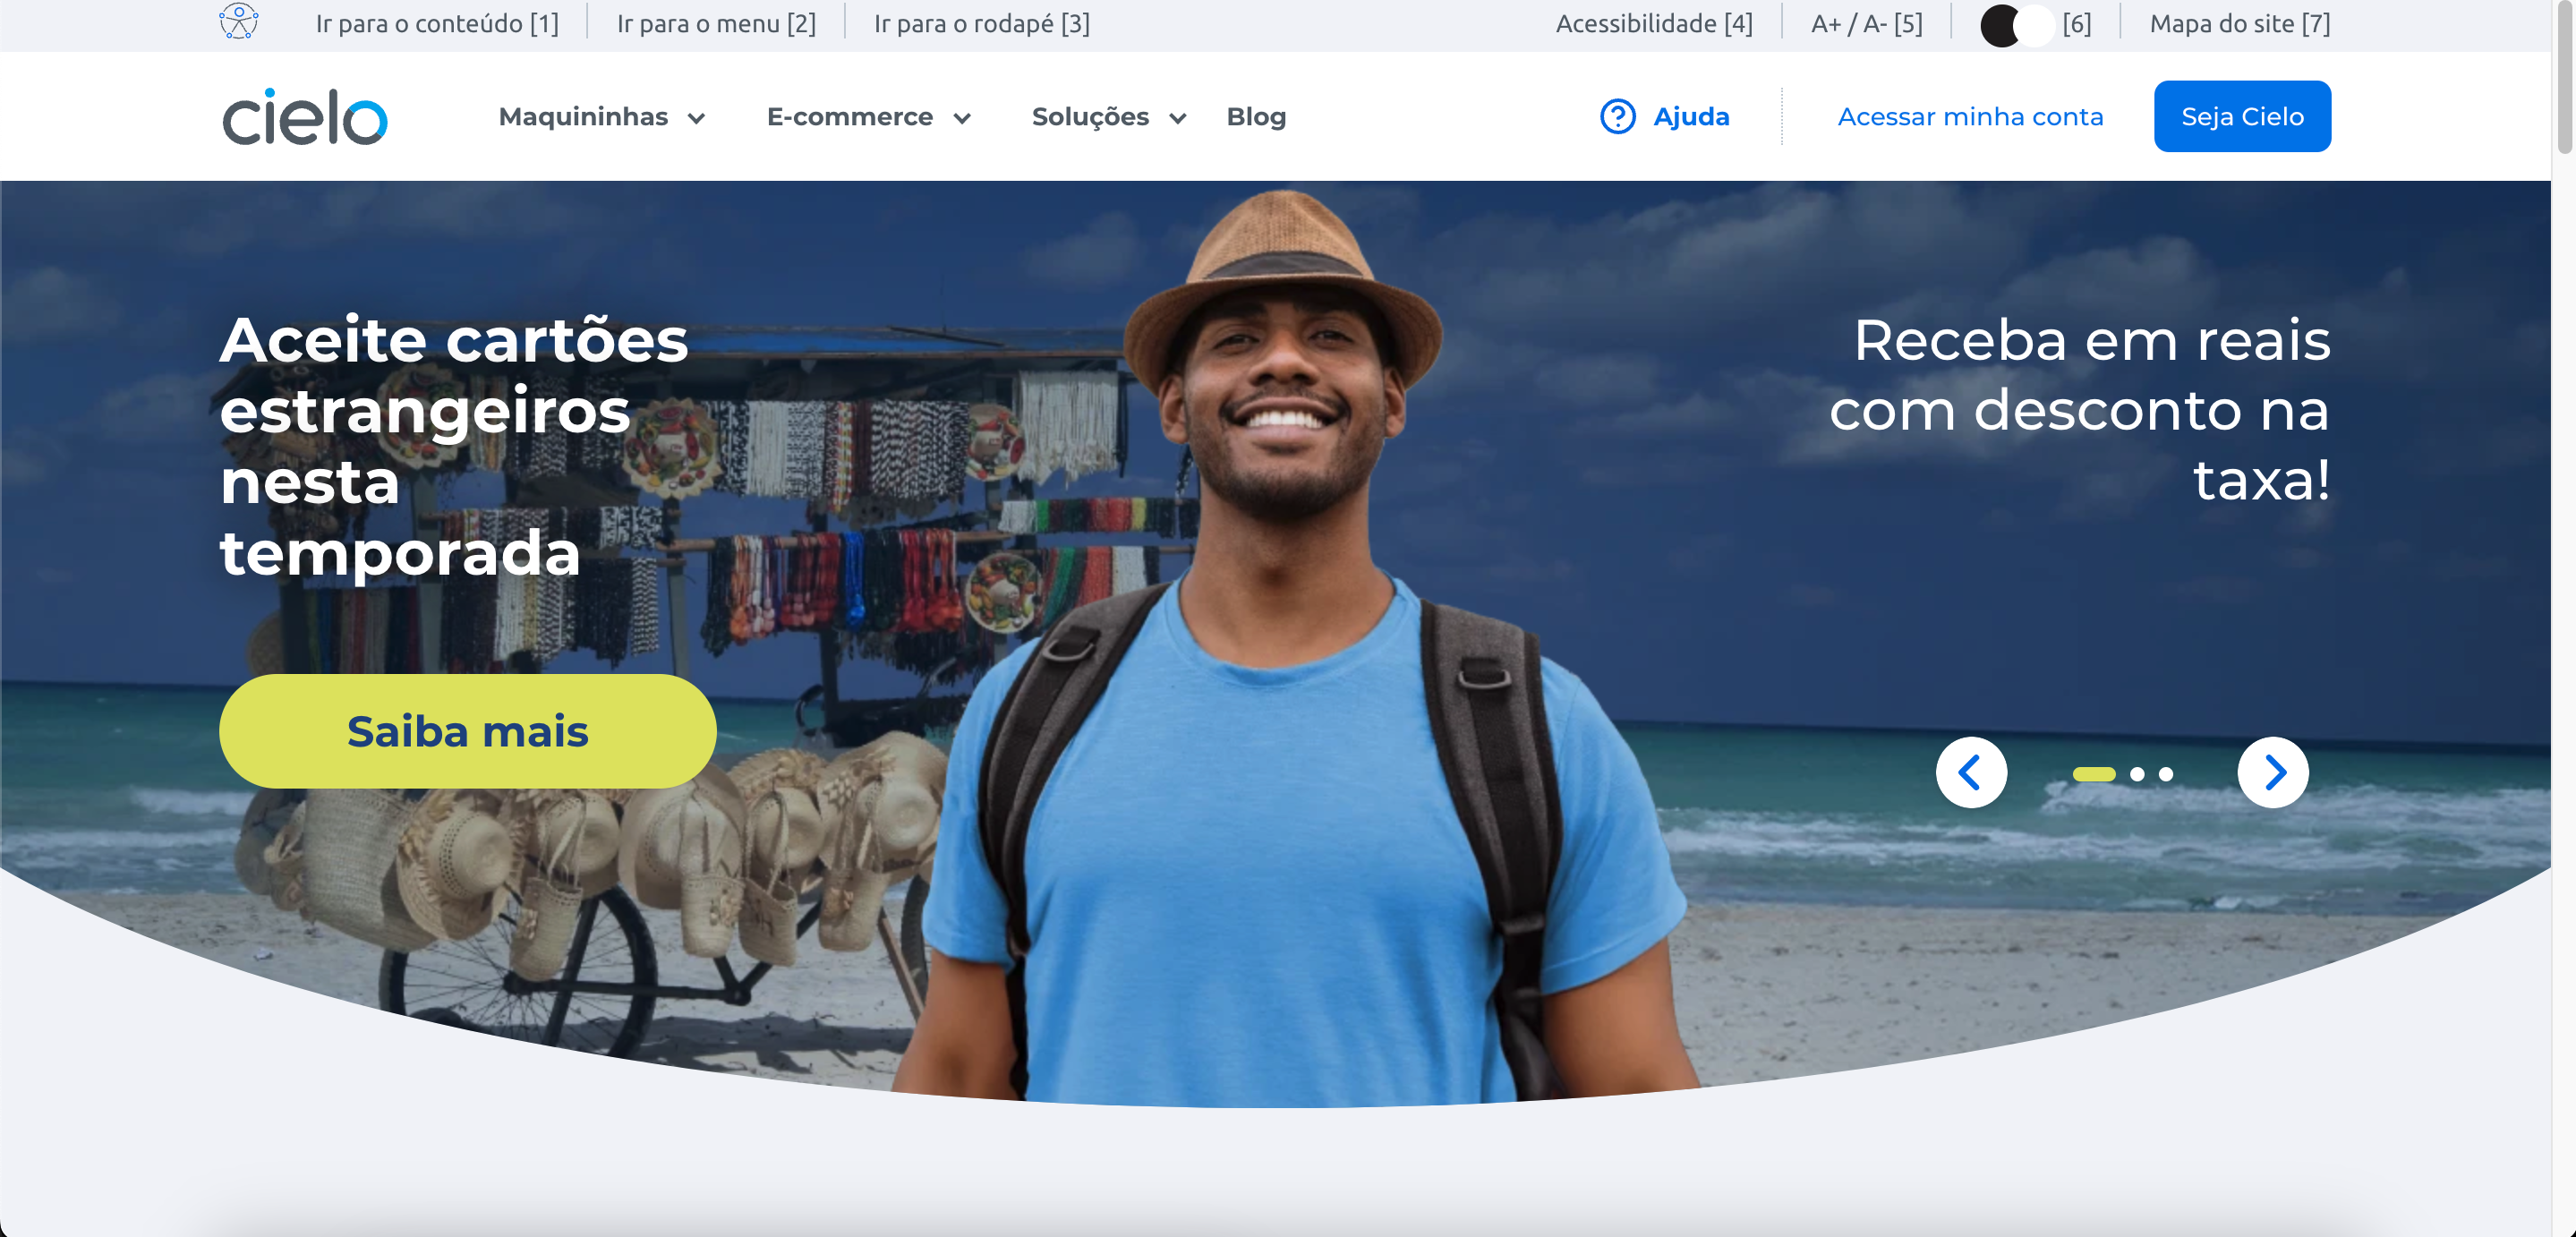 Ir para o conteúdo [1]
Ir para o menu [2]
Ir para o rodapé [3]
Acessibilidade [4]
A+ / A- [5]
[6]
Mapa do site [7]
cielo
Maquininhas
E-commerce
Soluções
Blog
Ajuda
Acessar minha conta
Seja Cielo
Aceite cartões
estrangeiros
nesta
temporada
Saiba mais
Receba em reais
com desconto na
taxa!